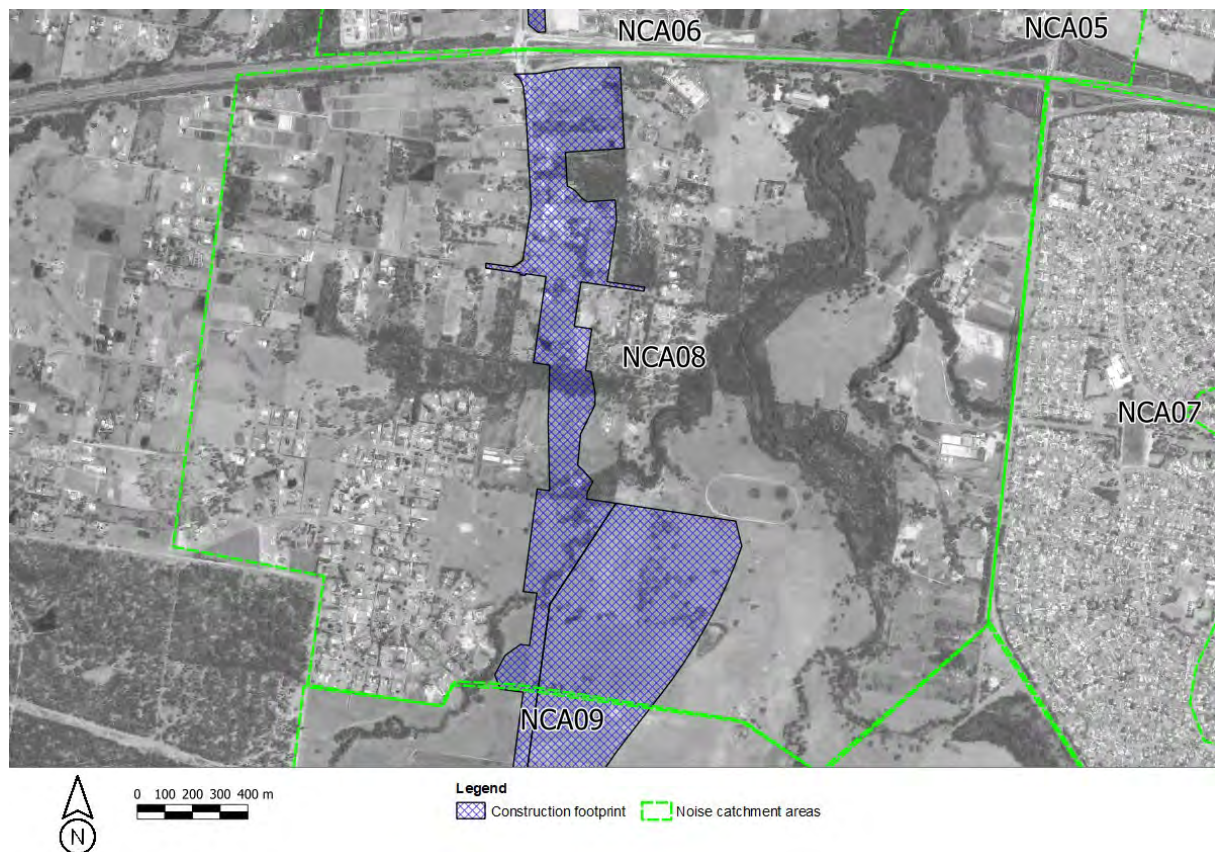 NCA06
NCA05
NCA08
NCA07
NCA09
N
0 100 200 300 400 m
Legend
Construction footprint
Noise catchment areas